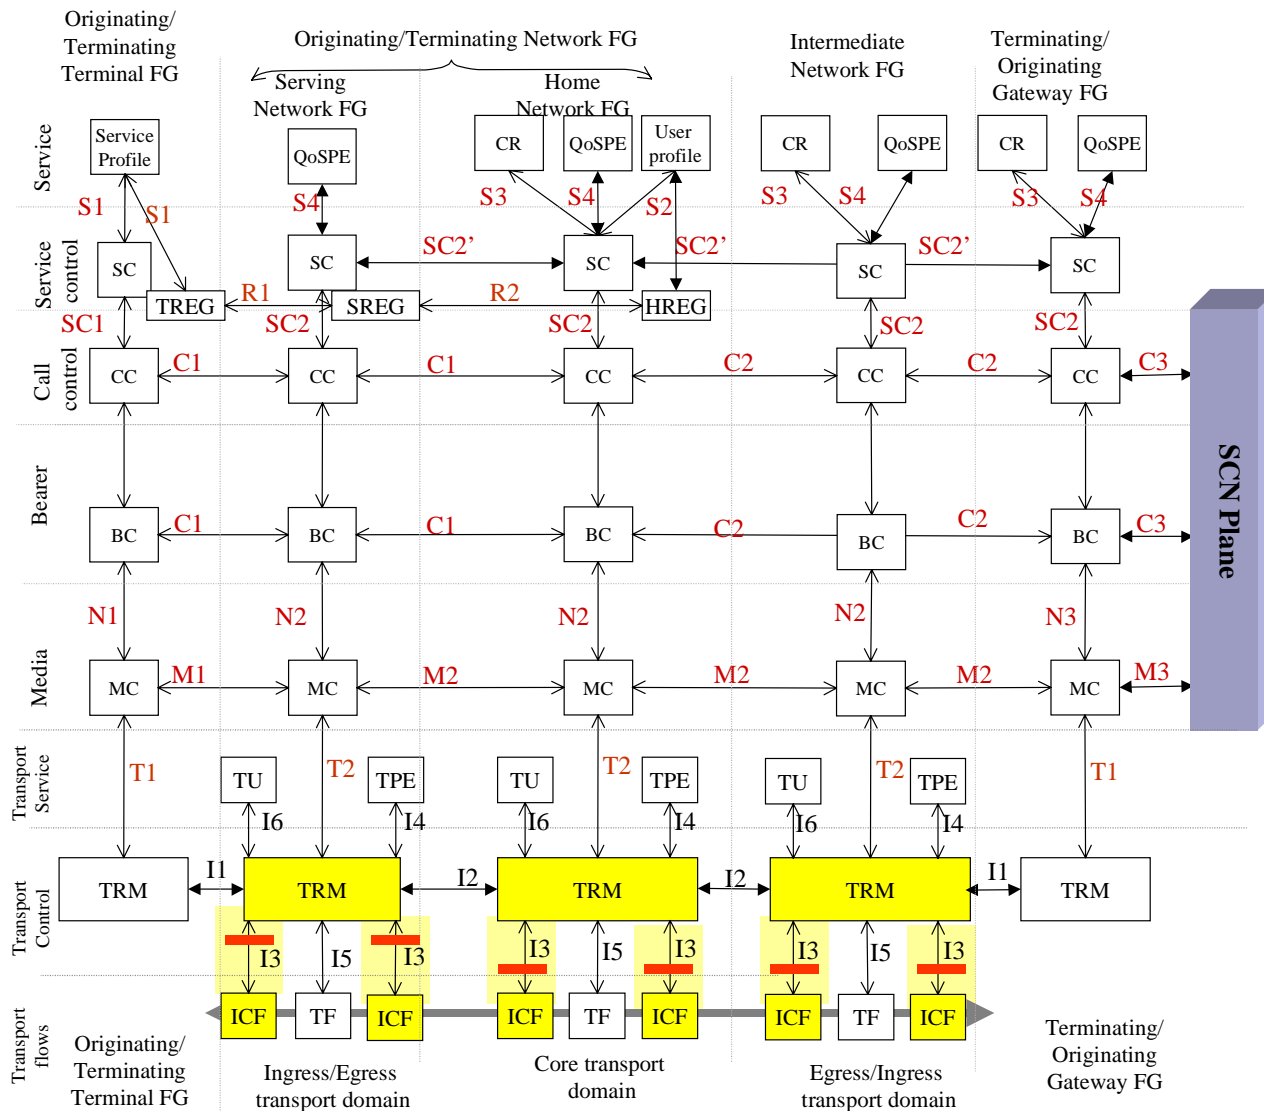 Originating/
Terminating
Terminal FG
Originating/Terminating Network FG
Serving
Network FG
Home
Network FG
Intermediate
Network FG
Terminating/
Originating
Gateway FG
Service
Service
Profile
QoSPE
CR
QoSPE
User
profile
CR
QoSPE
CR
QoSPE
S1
S1
S4
S3
S4
S2
S3
S4
S3
S4
Service
control
SC
SC
SC2’
SC
SC2’
SC
SC2’
SC
TREG
R1
SREG
R2
HREG
SC1
SC2
SC2
SC2
SC2
Call
control
CC
C1
CC
C1
CC
C2
CC
C2
CC
C3
SCN Plane
Bearer
BC
C1
BC
C1
BC
C2
BC
C2
BC
C3
N1
N2
N2
N2
N3
Media
MC
M1
MC
M2
MC
M2
MC
M2
MC
M3
Transport
Service
T1
TU
T2
TPE
TU
T2
TPE
TU
T2
TPE
T1
I6
I4
I6
I4
I6
I4
Transport
Control
TRM
I1
TRM
I2
TRM
I2
TRM
I1
TRM
I3
I5
I3
I3
I5
I3
I3
I5
I3
Transport
flows
ICF
TF
ICF
ICF
TF
ICF
ICF
TF
ICF
Originating/
Terminating
Terminal FG
Ingress/Egress
transport domain
Core transport
domain
Egress/Ingress
transport domain
Terminating/
Originating
Gateway FG